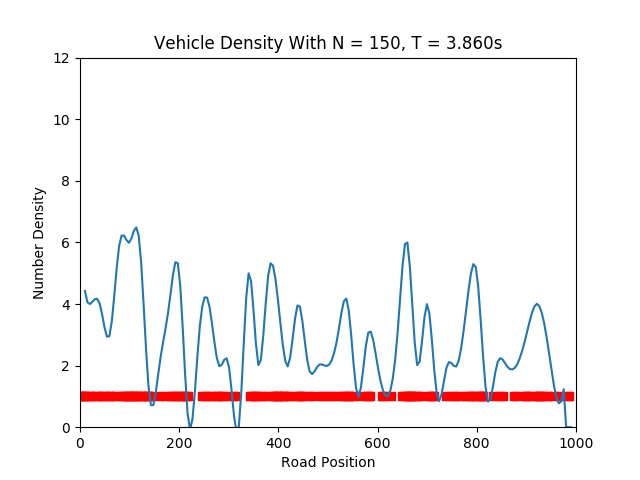 Vehicle Density With N = 150, T = 3.860s
12
10
8
6
4
2
0
Number Density
0 200 400 600 800 1000
Road Position